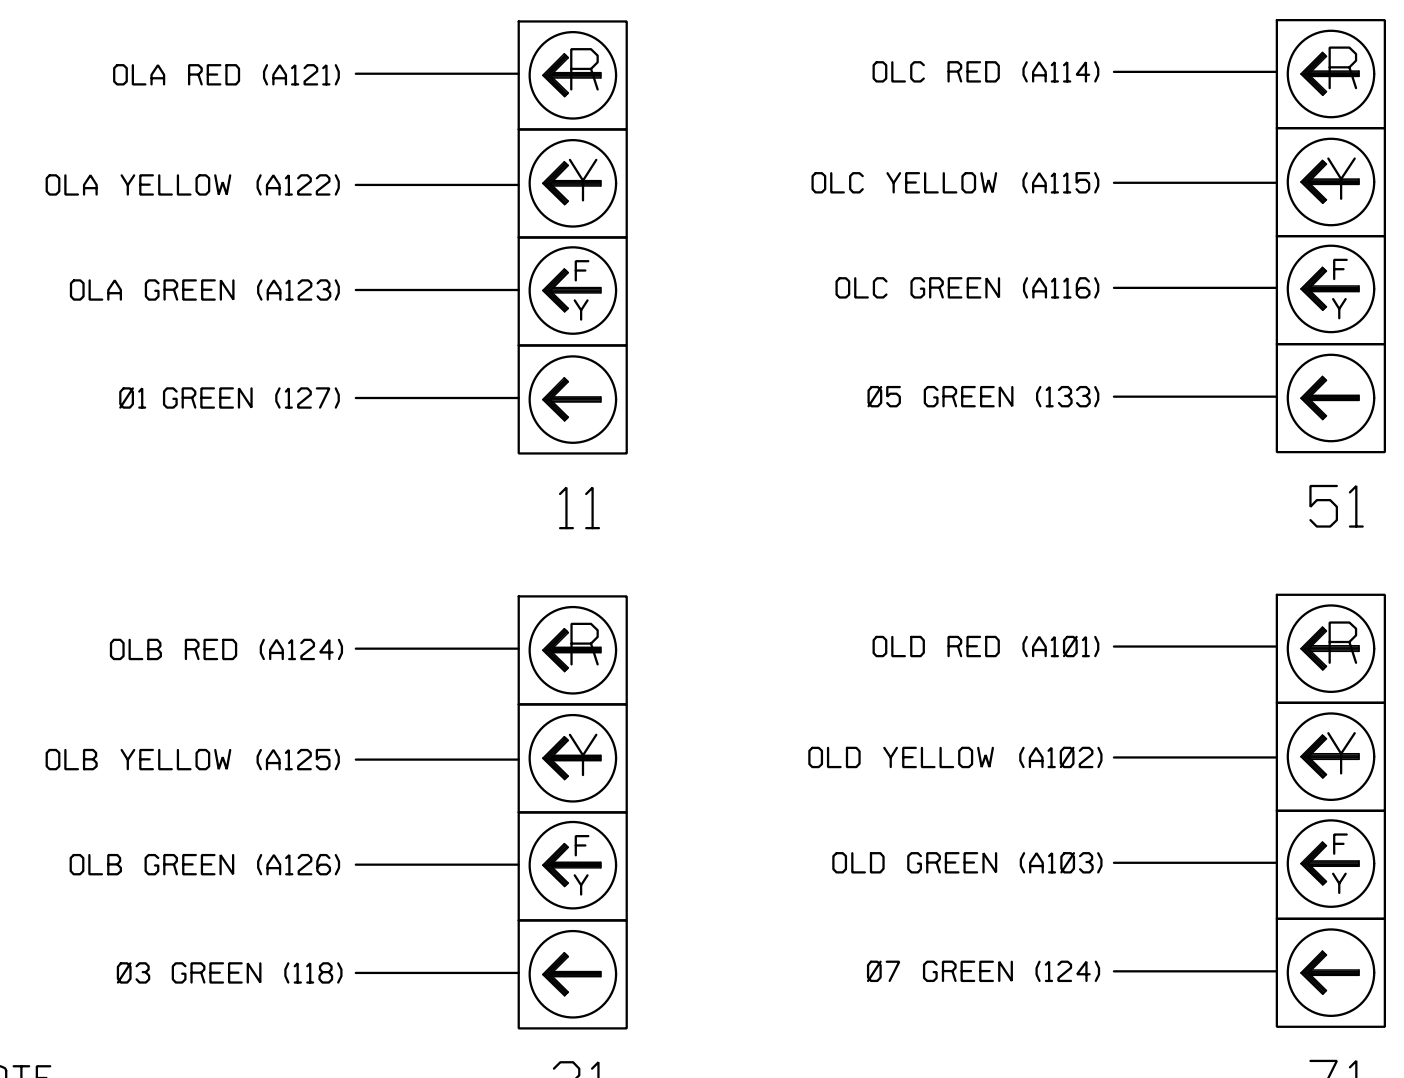 OLA RED (A121)
R
OLA YELLOW (A122)
Y
OLA GREEN (A123)
F
Y
Ø1 GREEN (127)
11
OLC RED (A114)
R
OLC YELLOW (A115)
Y
OLC GREEN (A116)
F
Y
Ø5 GREEN (133)
51
OLB RED (A124)
R
OLB YELLOW (A125)
Y
OLB GREEN (A126)
F
Y
Ø3 GREEN (118)
OLD RED (A1Ø1)
R
OLD YELLOW (A1Ø2)
Y
OLD GREEN (A1Ø3)
F
Y
Ø7 GREEN (124)
71